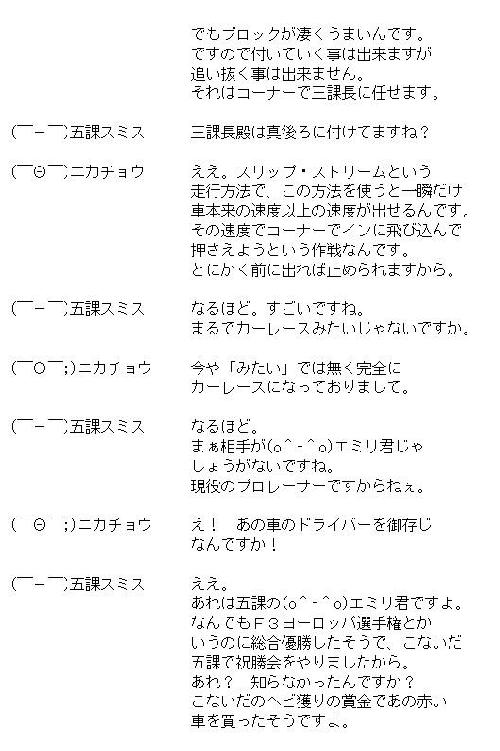 でもブロックが凄くうまいんです。
ですので付いていく事は出来ますが
追い抜く事は出来ません。
それはコーナーで三課長に任せます。
(￣－￣)五課スミス　三課長殿は真後ろに付けてますね？
(￣Θ￣)ニカチョウ　ええ。スリップ・ストリームという
走行方法で、この方法を使うと一瞬だけ
車本来の速度以上の速度が出せるんです。
その速度でコーナーでインに飛び込んで
押さえようという作戦なんです。
とにかく前に出れば止められますから。
(￣－￣)五課スミス　なるほど。すごいですね。
まるでカーレースみたいじゃないですか。
(￣Ｏ￣;)ニカチョウ　今や「みたい」では無く完全に
カーレースになっておりまして。
(￣－￣)五課スミス　なるほど。
まぁ相手が(o^-^o)エミリ君じゃ
しょうがないですね。
現役のプロレーナーですからねぇ。
(　Θ　;)ニカチョウ　え！　あの車のドライバーを御存じ
なんですか！
(￣－￣)五課スミス　ええ。
あれは五課の(o^-^o)エミリ君ですよ。
なんでもＦ３ヨーロッパ選手権とか
いうのに総合優勝したそうで、こないだ
五課で祝勝会をやりましたから。
あれ？　知らなかったんですか？
こないだのヘビ獲りの賞金であの赤い
車を買ったそうですよ。